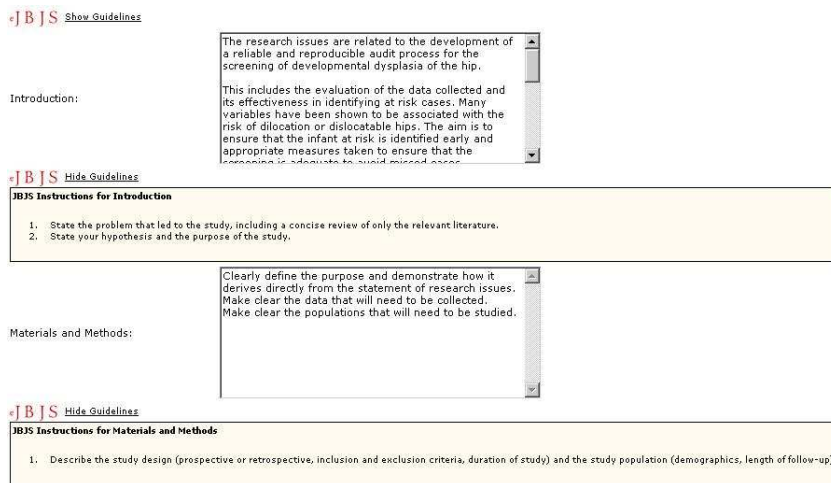 eJBJS Show Guidelines
The research issues are related to the development of
a reliable and reproducible audit process for the
screening of developmental dysplasia of the hip.
This includes the evaluation of the data collected and
its effectiveness in identifying at risk cases. Many
Introduction:
variables have been shown to be associated with the
risk of dilocation or dislocatable hips. The aim is to
ensure that the infant at risk is identified early and
appropriate measures taken to ensure that the
screening is adequate to avoid missed cases
eJBJS Hide Guidelines
JBJS Instructions for Introduction
1. State the problem that led to the study, including a concise review of only the relevant literature.
2. State your hypothesis and the purpose of the study.
Clearly define the purpose and demonstrate how it
derives directly from the statement of research issues.
Make clear the data that will need to be collected.
Make clear the populations that will need to be studied.
Materials and Methods:
eJBJS Hide Guidelines
JBJS Instructions for Materials and Methods
1. Describe the study design (prospective or retrospective, inclusion and exclusion criteria, duration of study) and the study population (demographics, length of follow-up)